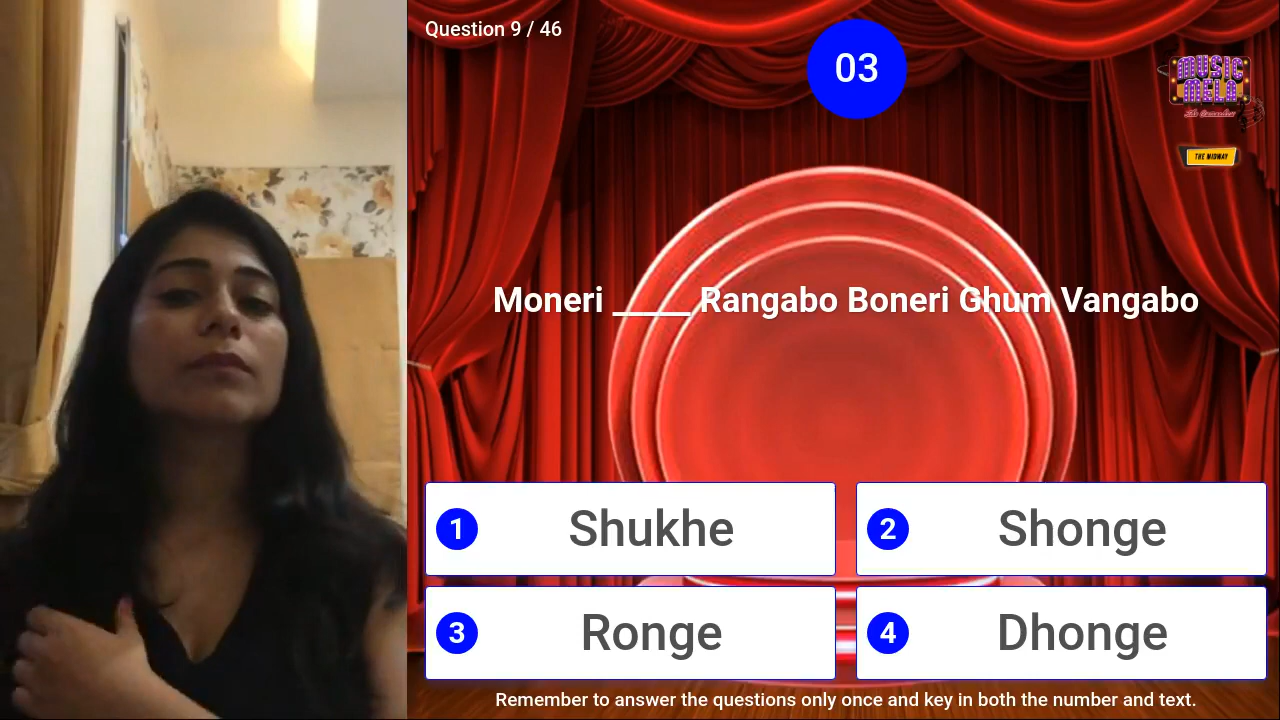 Question 9 / 46
03
MUSIC
MELA
THE MIDWAY
Moneri _____ Rangabo Boneri Ghum Vangabo
1 Shukhe
2 Shonge
3 Ronge
4 Dhonge
Remember to answer the questions only once and key in both the number and text.